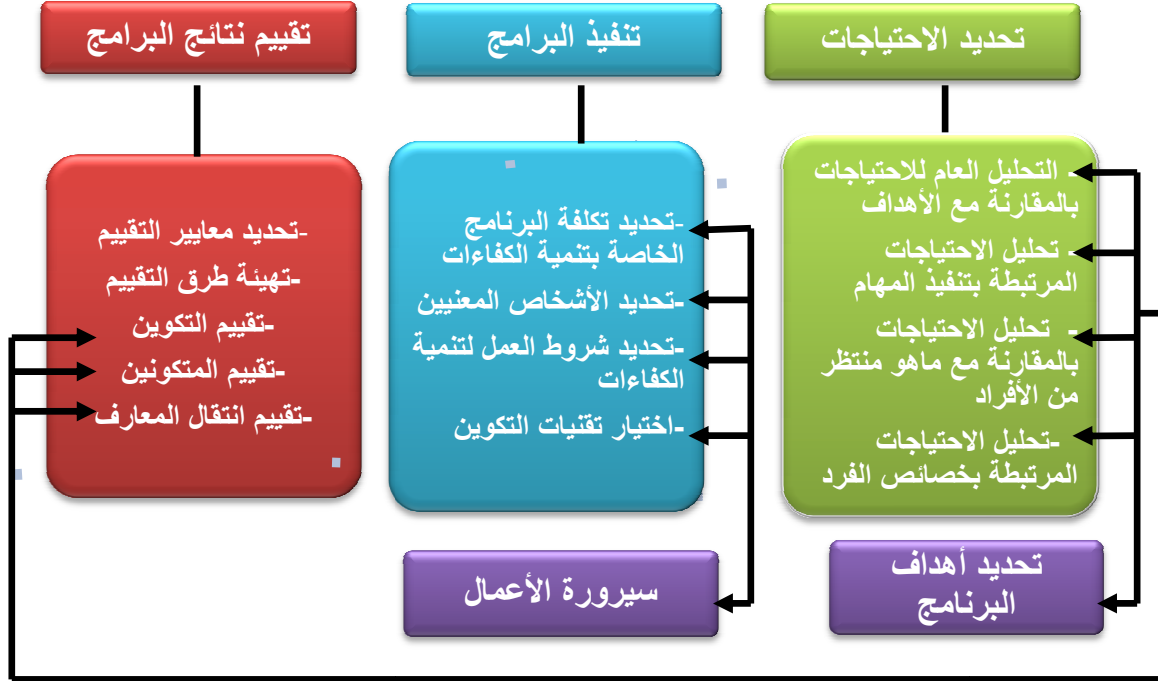 تحديد الاحتياجات
- التحليل العام للاحتياجات
بالمقارنة مع الأهداف
- تحليل الاحتياجات
المرتبطة بتنفيذ المهام
- تحليل الاحتياجات
بالمقارنة مع ماهو منتظر
من الأفراد
-تحليل الاحتياجات
المرتبطة بخصائص الفرد
تحديد أهداف
البرنامج
تنفيذ البرامج
-تحديد تكلفة البرنامج
الخاصة بتنمية الكفاءات
-تحديد الأشخاص المعنيين
-تحديد شروط العمل لتنمية
الكفاءات
-اختيار تقنيات التكوين
سيرورة الأعمال
تقييم نتائج البرامج
-تحديد معايير التقييم
-تهيئة طرق التقييم
-تقييم التكوين
-تقييم المتكونين
-تقييم انتقال المعارف